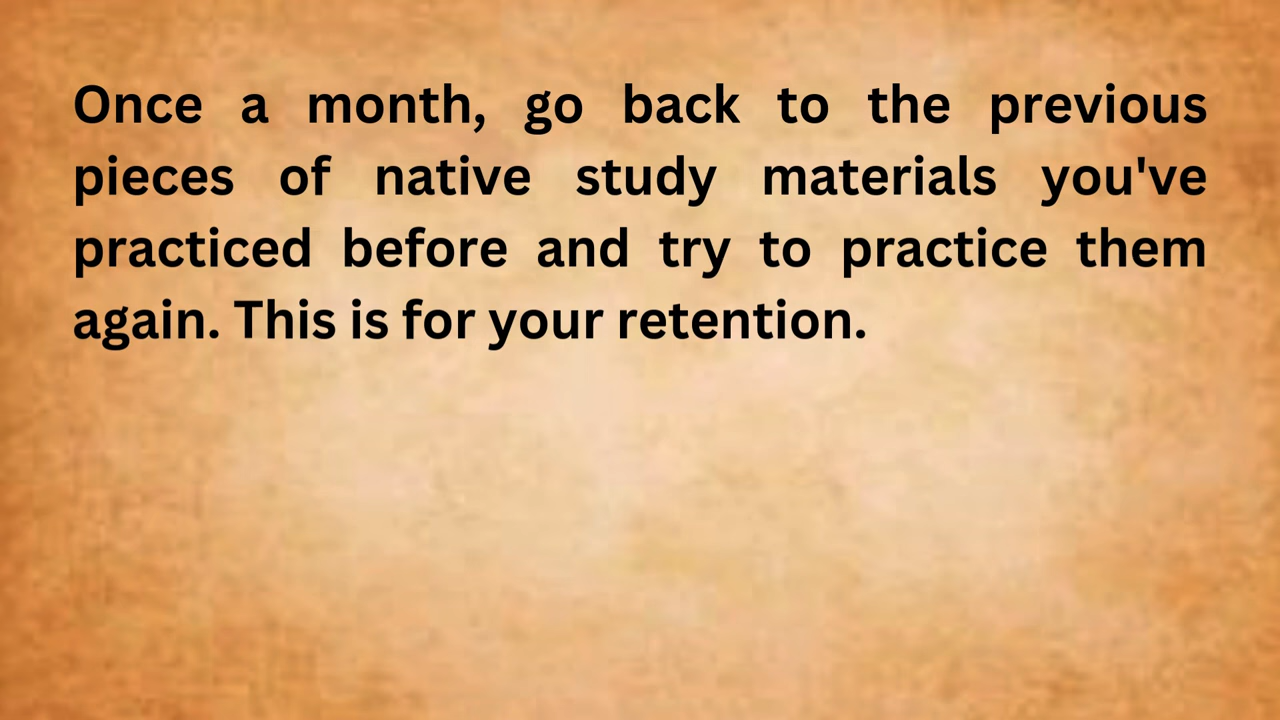 Once a month, go back to the previous
pieces of native study materials you've
practiced before and try to practice them
again. This is for your retention.